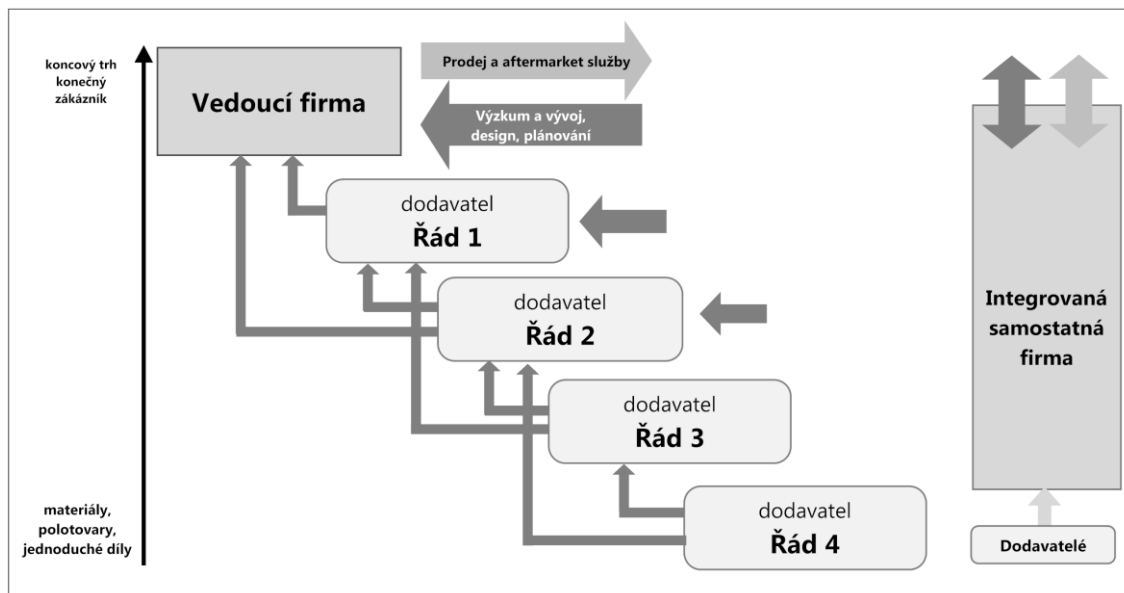 koncový trh
konečný
zákázník
Vedoucí firma
Prodej a aftermarket služby
Výzkum a vývoj,
design, plánování
dodavatel
Řád 1
dodavatel
Řád 2
dodavatel
Řád 3
dodavatel
Řád 4
materiály,
polotovary,
jednoduché díly
Integrovaná
samostatná
firma
Dodavatelé